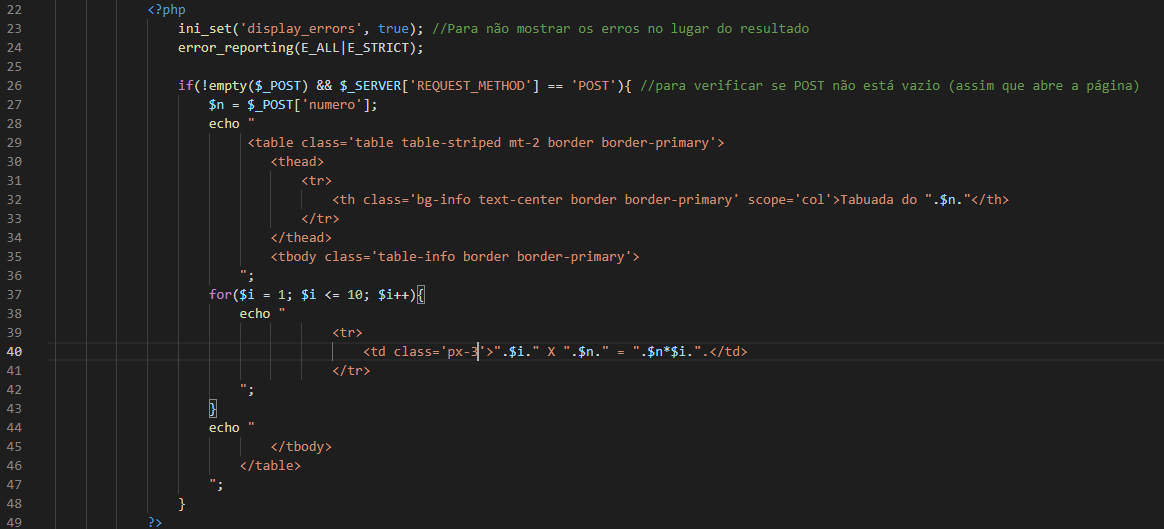 22 <?php
23 ini_set('display_errors', true); //Para não mostrar os erros no lugar do resultado
24 error_reporting(E_ALL|E_STRICT);
25
26 if(!empty($_POST) && $_SERVER['REQUEST_METHOD'] == 'POST'){ //para verificar se POST não está vazio (assim que abre a página)
27 $n = $_POST['numero'];
28 echo "
29 <table class='table table-striped mt-2 border border-primary'>
30 <thead>
31 <tr>
32 <th class='bg-info text-center border border-primary' scope='col'>Tabuada do ".$n."</th>
33 </tr>
34 </thead>
35 <tbody class='table-info border border-primary'>
36 ";
37 for($i = 1; $i <= 10; $i++){
38 echo "
39 <tr>
40 <td class='px-3'>".$i." X ".$n." = ".$n*$i.".</td>
41 </tr>
42 ";
43 }
44 echo "
45 </tbody>
46 </table>
47 ";
48 }
49 ?>